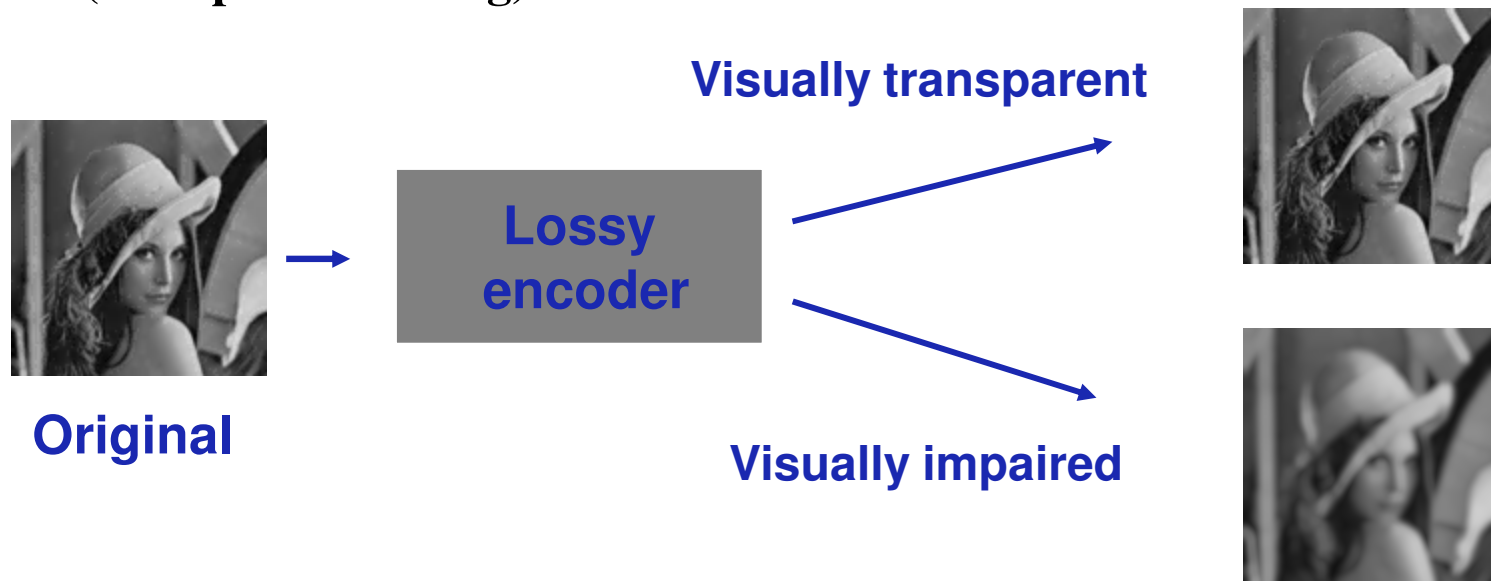 Visually transparent
Lossy
encoder
Original
Visually impaired